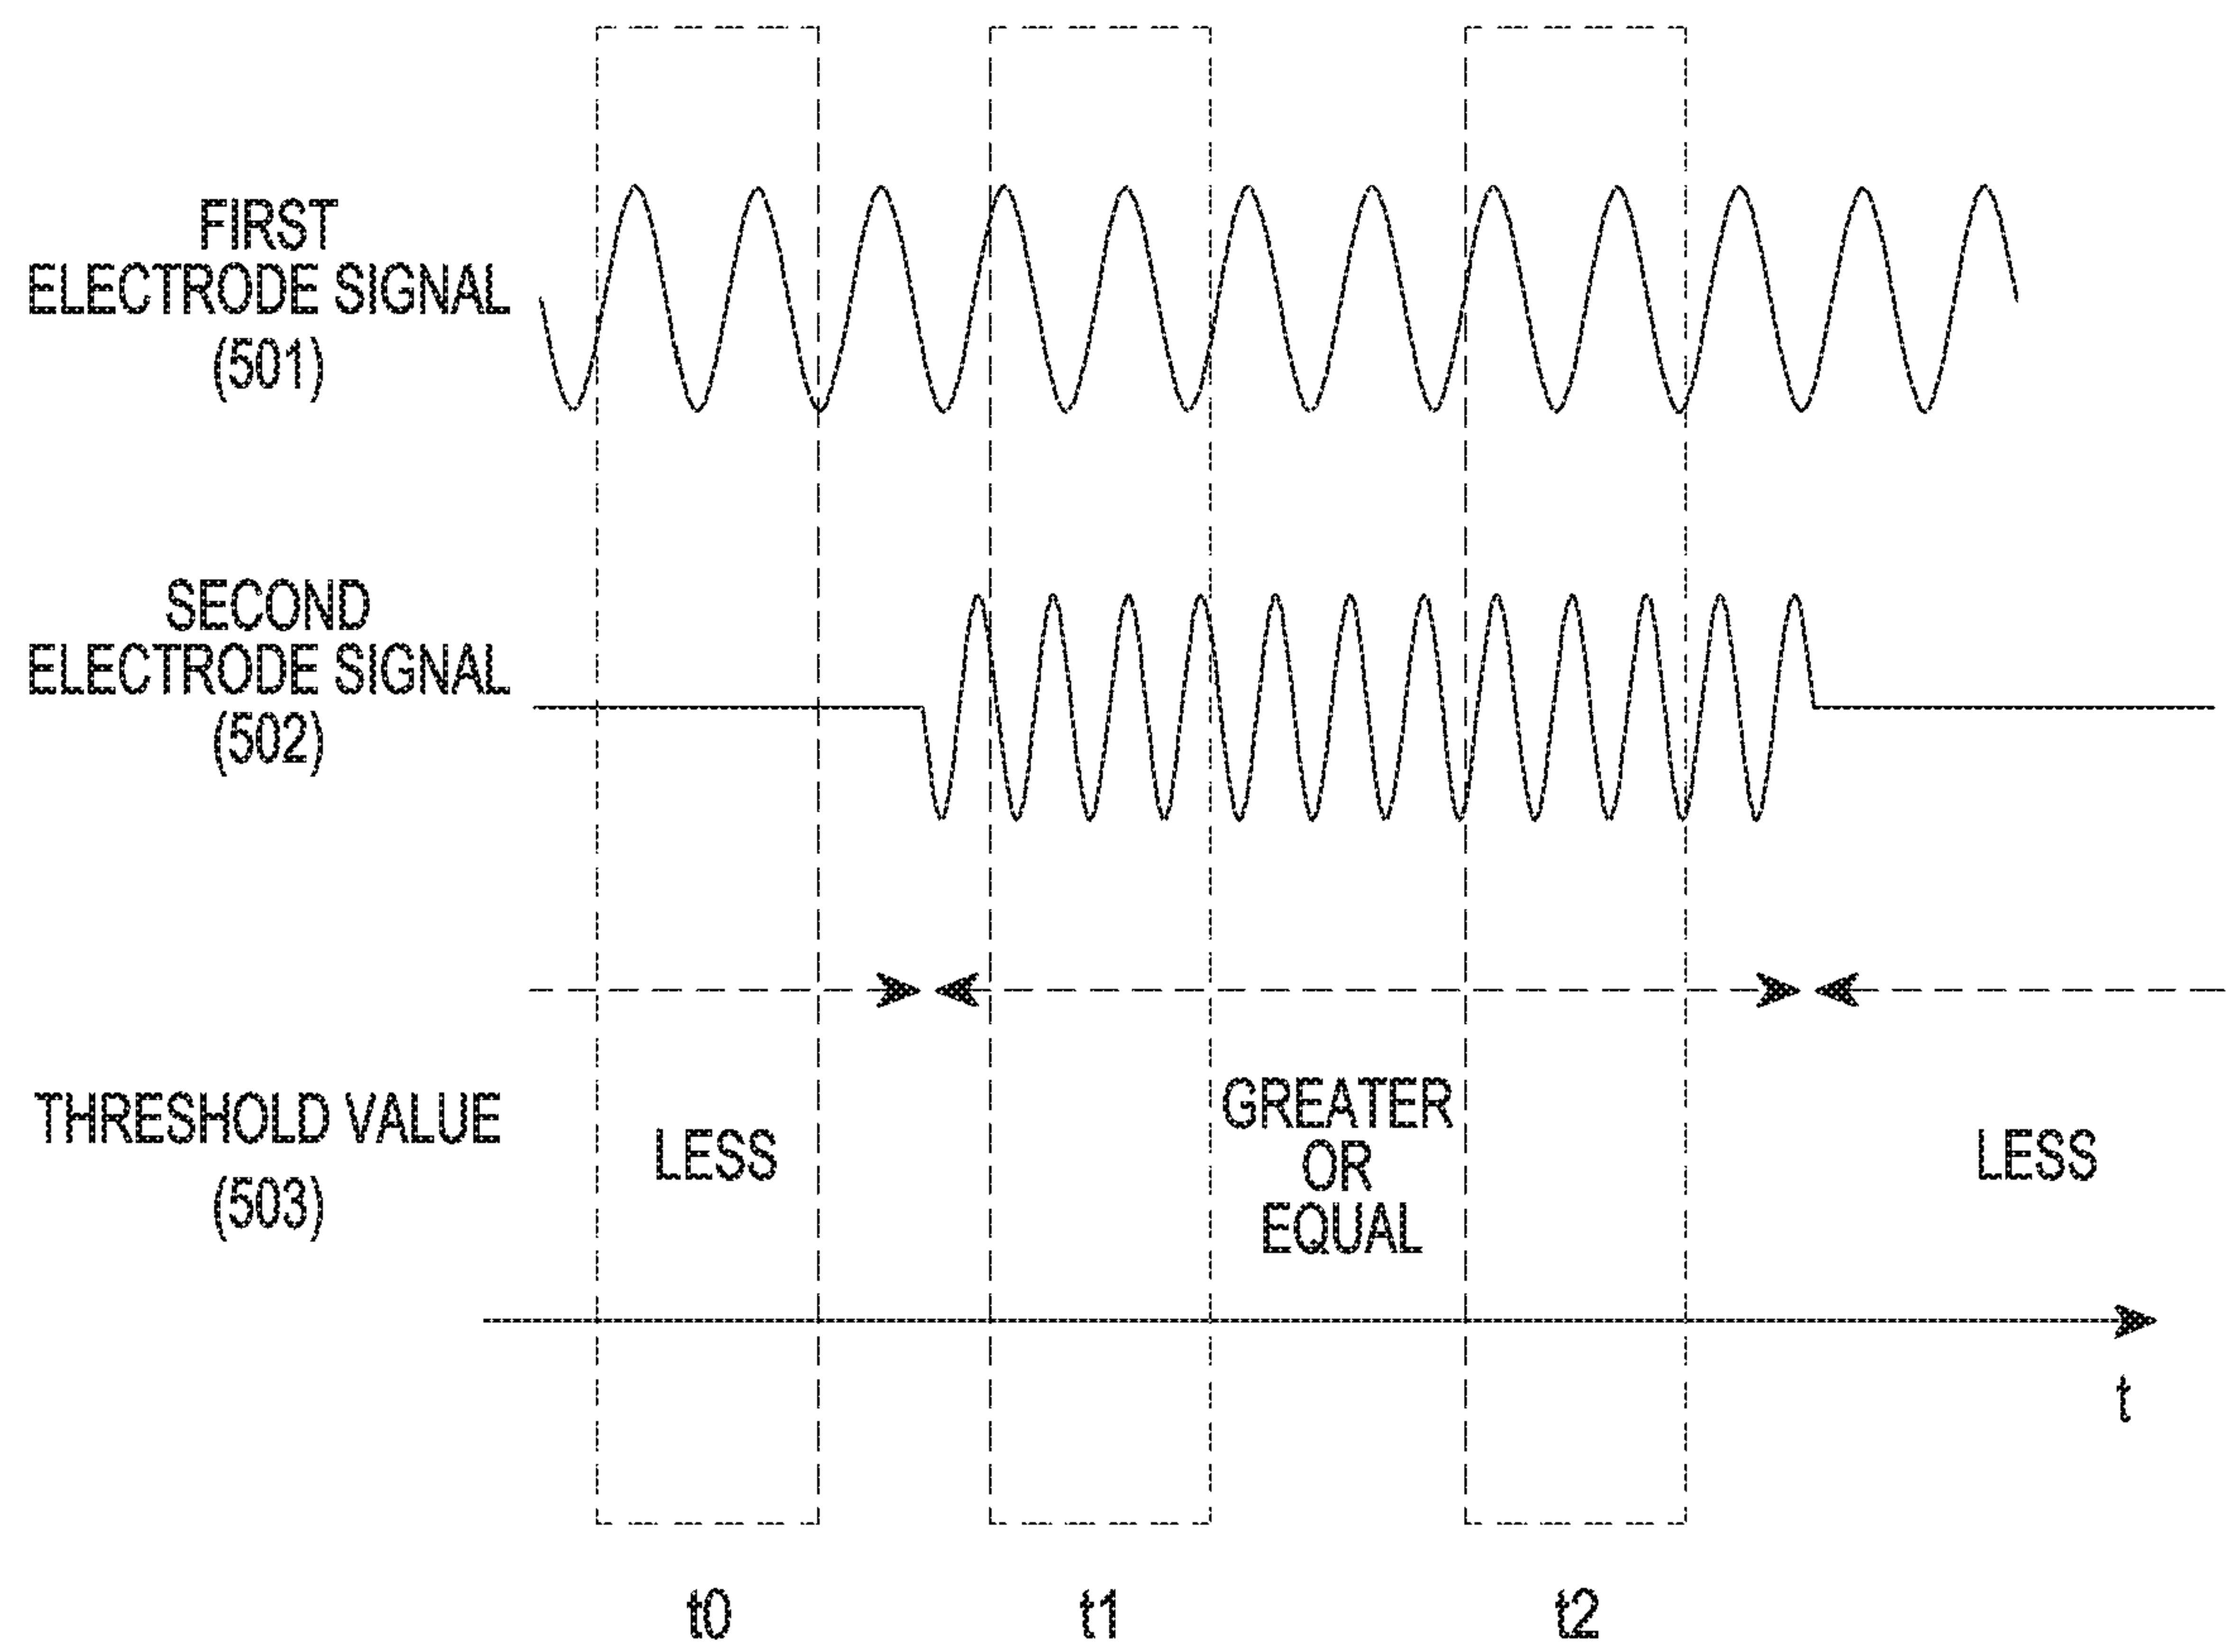 FIRST
ELECTRODE SIGNAL
(501)
SECOND
ELECTRODE SIGNAL
(502)
THRESHOLD VALUE
(503)
LESS
GREATER
OR
EQUAL
LESS
t
t0
t1
t2